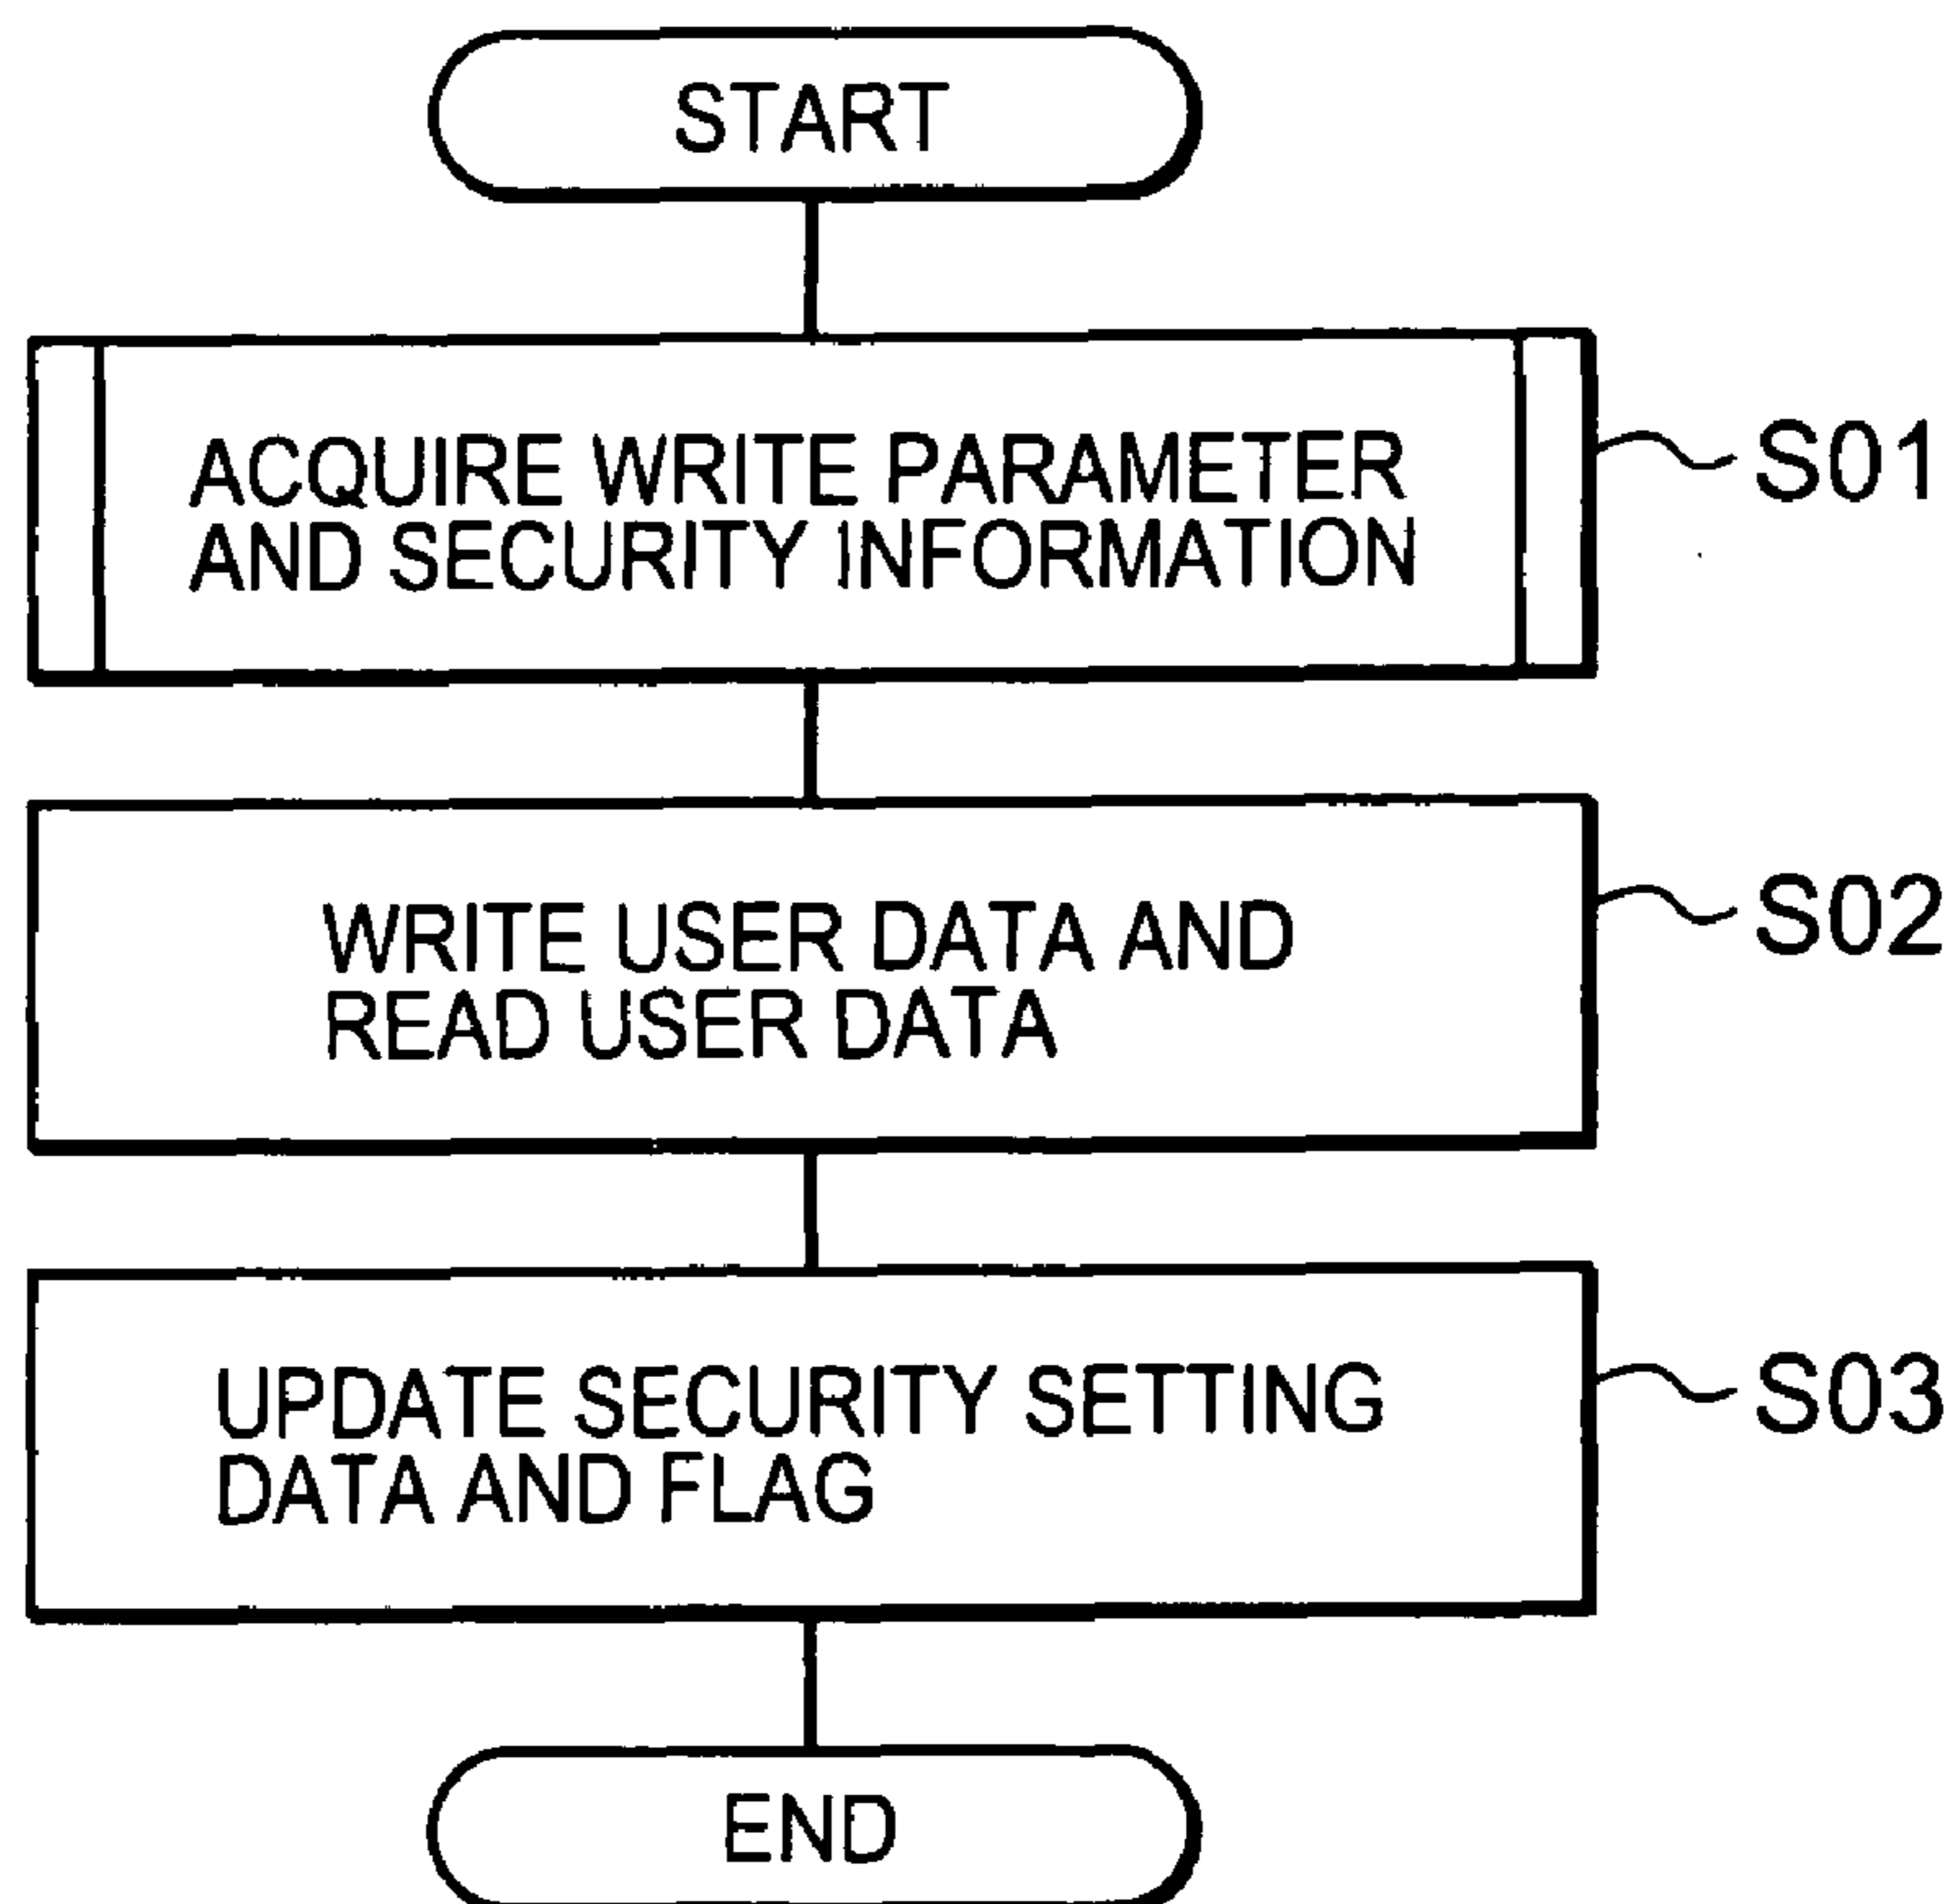 START
ACQUIRE WRITE PARAMETER
AND SECURITY INFORMATION
S01
WRITE USER DATA AND
READ USER DATA
S02
UPDATE SECURITY SETTING
DATA AND FLAG
S03
END